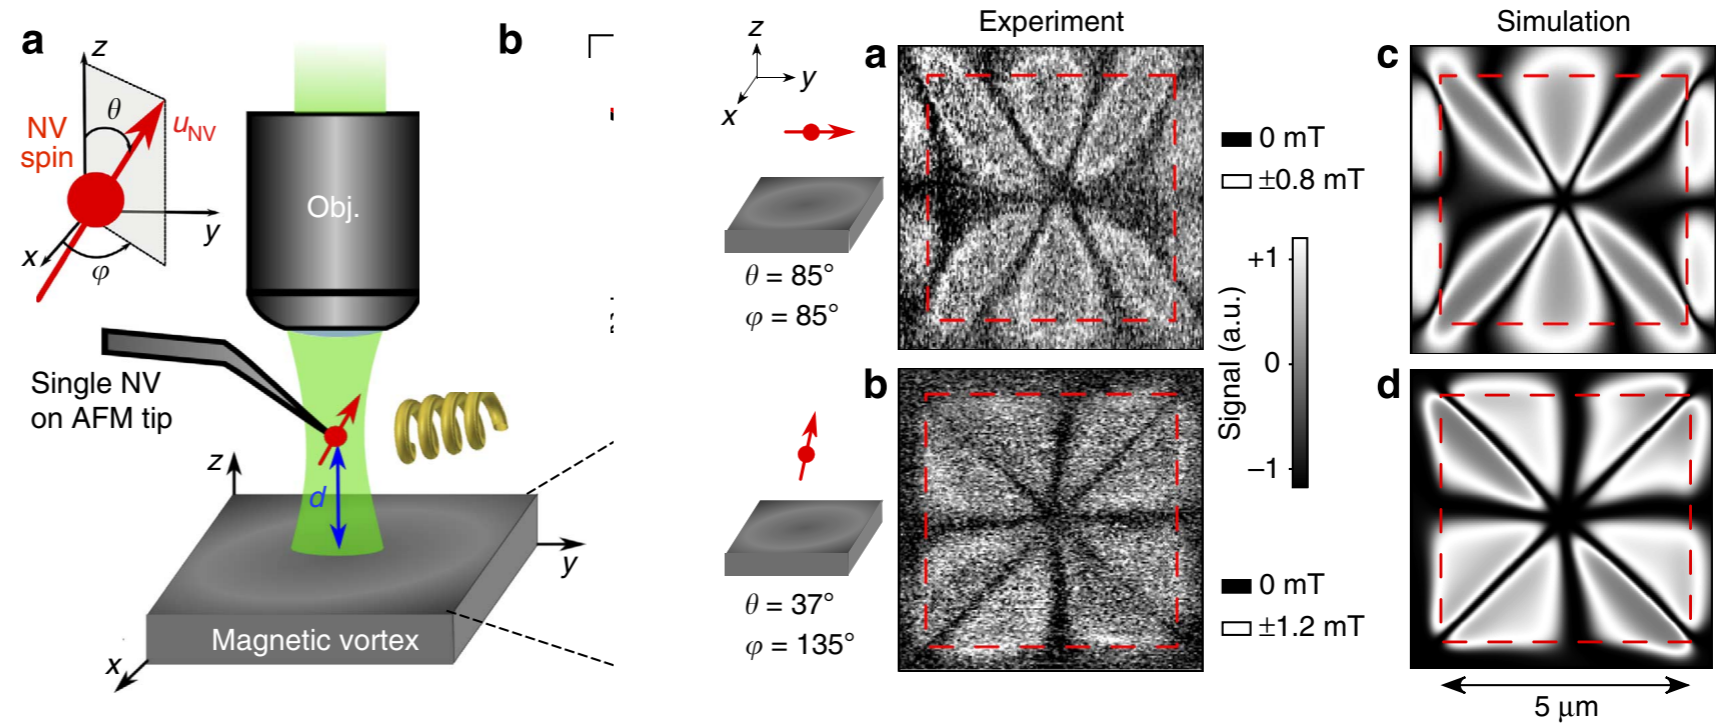 a
z
θ
NV
spin
uNV
y
x
φ
Obj.
Single NV
on AFM tip
z
d
y
Magnetic vortex
x
b
z
y
x
θ = 85°
φ = 85°
θ = 37°
φ = 135°
Experiment
a
b
0 mT
±0.8 mT
Signal (a.u.)
+1
0
−1
0 mT
±1.2 mT
Simulation
c
d
5 μm